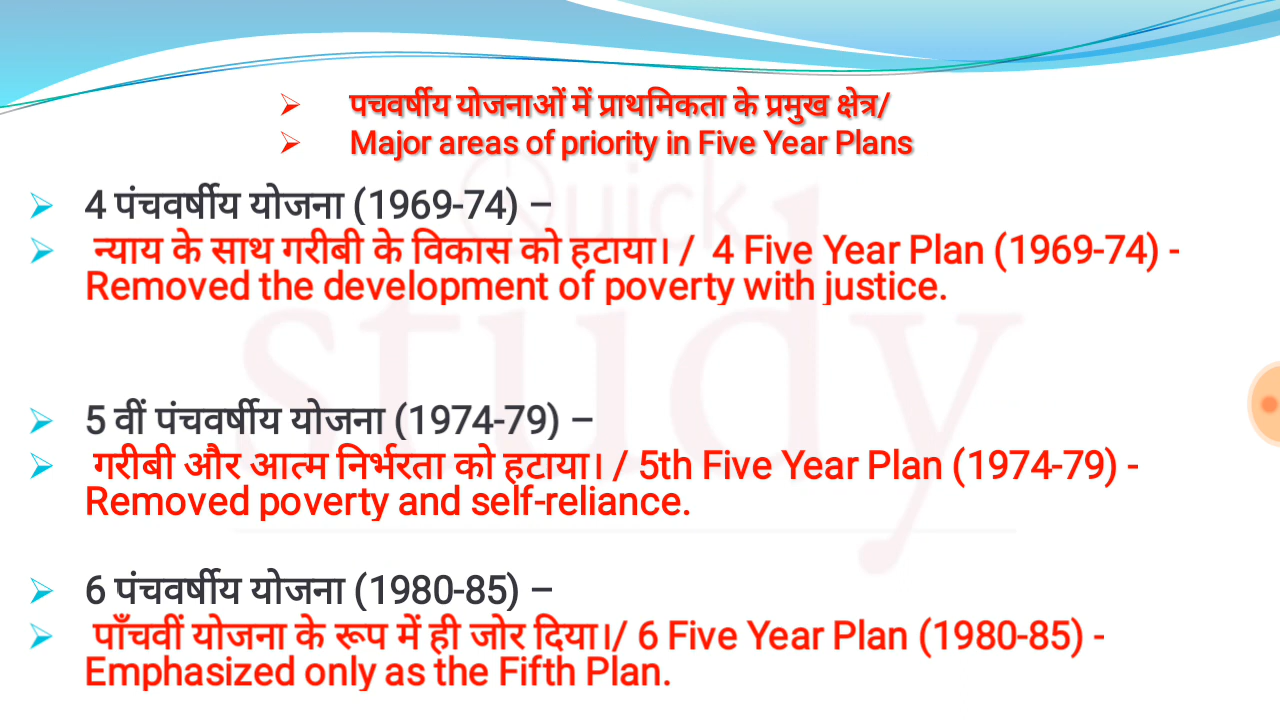 पचवर्षीय योजनाओं में प्राथमिकता के प्रमुख क्षेत्र/
Major areas of priority in Five Year Plans
4 पंचवर्षीय योजना (1969-74) –
न्याय के साथ गरीबी के विकास को हटाया। / 4 Five Year Plan (1969-74) -
Removed the development of poverty with justice.
5 वीं पंचवर्षीय योजना (1974-79) –
गरीबी और आत्म निर्भरता को हटाया। / 5th Five Year Plan (1974-79) -
Removed poverty and self-reliance.
6 पंचवर्षीय योजना (1980-85) –
पाँचवीं योजना के रूप में ही जोर दिया।/ 6 Five Year Plan (1980-85) -
Emphasized only as the Fifth Plan.
Quick
study